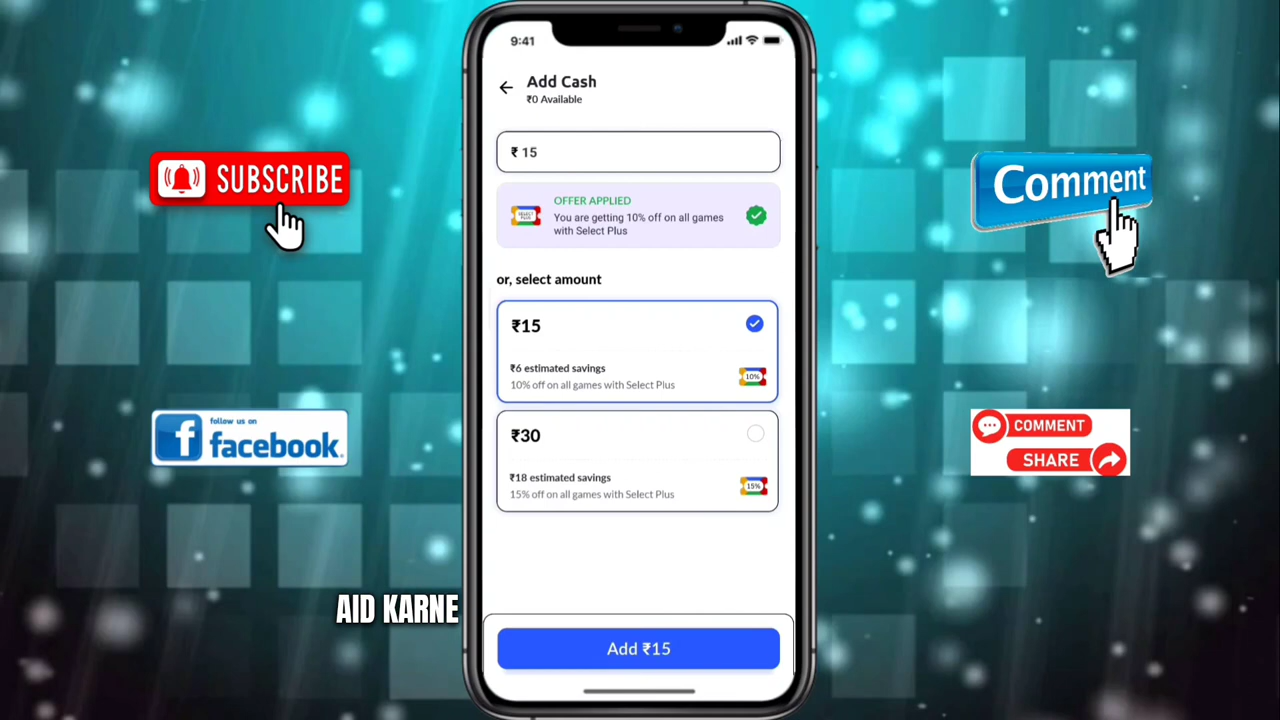 9:41
Add Cash
₹0 Available
₹ 15
OFFER APPLIED
You are getting 10% off on all games
with Select Plus
SELECT
PLUS
or, select amount
₹15
₹6 estimated savings
10% off on all games with Select Plus
10%
₹30
₹18 estimated savings
15% off on all games with Select Plus
15%
Add ₹15
SUBSCRIBE
follow us on
facebook.
AID KARNE
Comment
COMMENT
SHARE